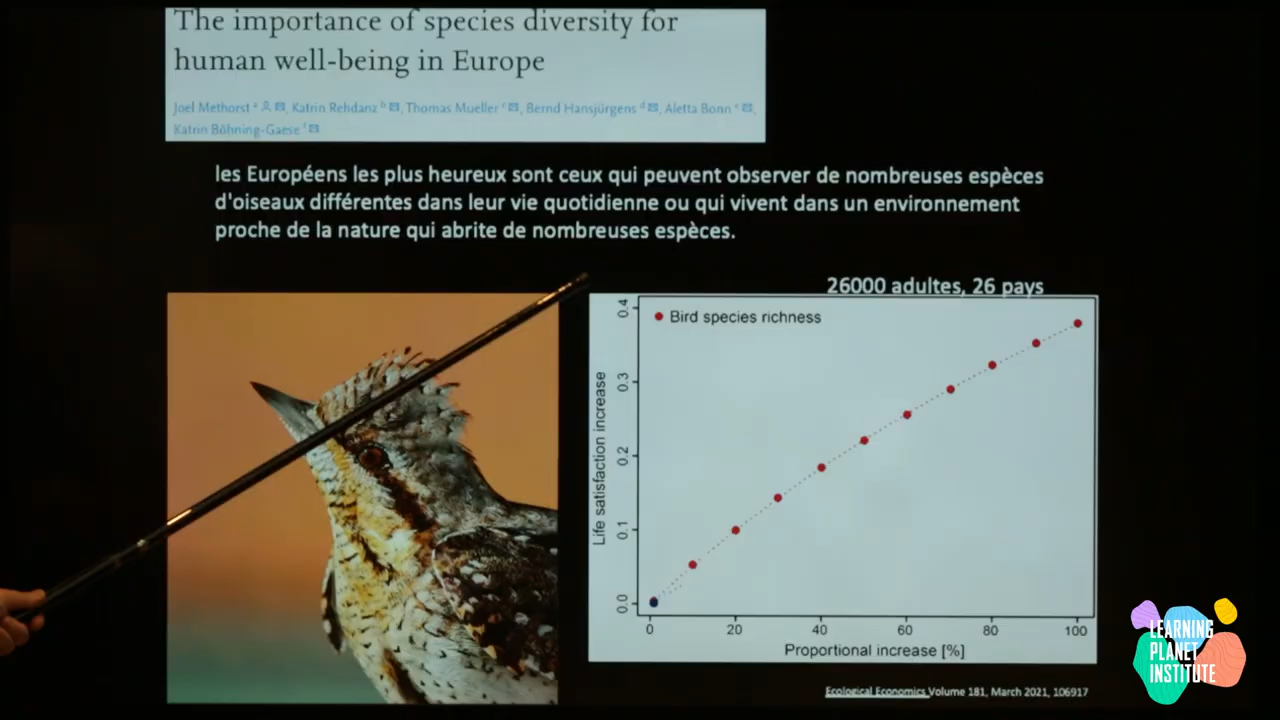 The importance of species diversity for
human well-being in Europe
Joel Methorst a, Katrin Rehdanz b, Thomas Mueller c, Bernd Hansjürgens d, Aletta Bonn e,
Katrin Böhning-Gaese f
les Européens les plus heureux sont ceux qui peuvent observer de nombreuses espèces
d'oiseaux différentes dans leur vie quotidienne ou qui vivent dans un environnement
proche de la nature qui abrite de nombreuses espèces.
26000 adultes, 26 pays
Bird species richness
Life satisfaction increase
0.4
0.3
0.2
0.1
0.0
0 20 40 60 80 100
Proportional increase [%]
Ecological Economics Volume 181, March 2021, 106917
LEARNING
PLANET
INSTITUTE